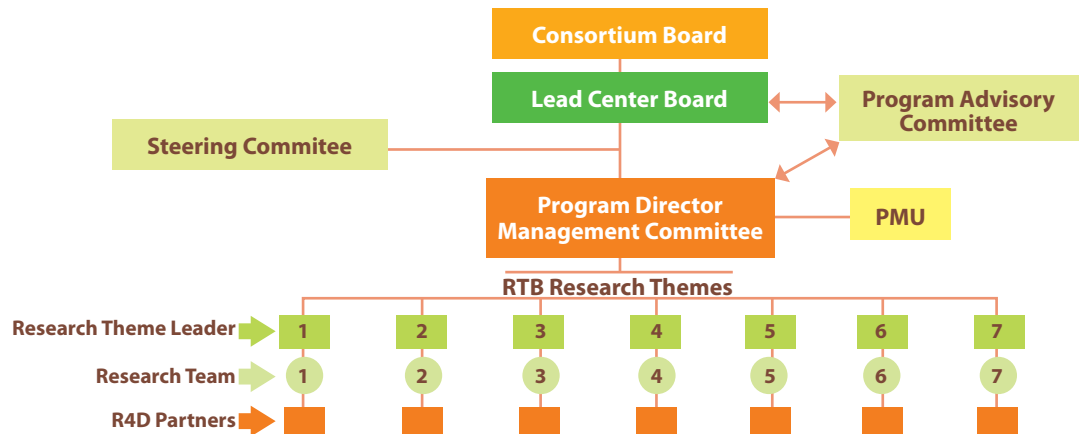 Consortium Board
Lead Center Board
Program Advisory
Committee
Steering Commitee
Program Director
Management Committee
PMU
RTB Research Themes
Research Theme Leader
1 2 3 4 5 6 7
Research Team
1 2 3 4 5 6 7
R4D Partners